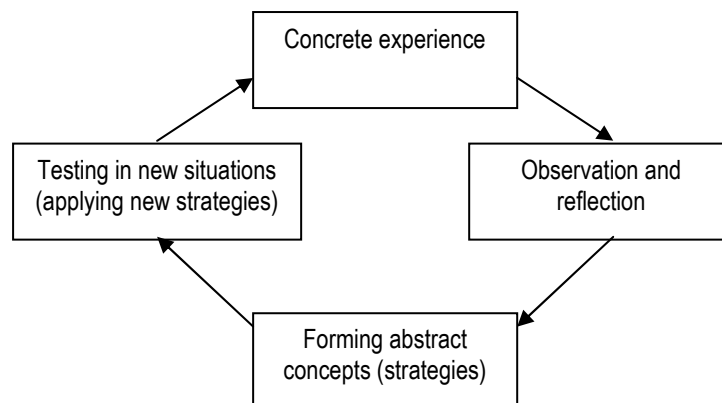 Concrete experience
Testing in new situations
(applying new strategies)
Observation and
reflection
Forming abstract
concepts (strategies)